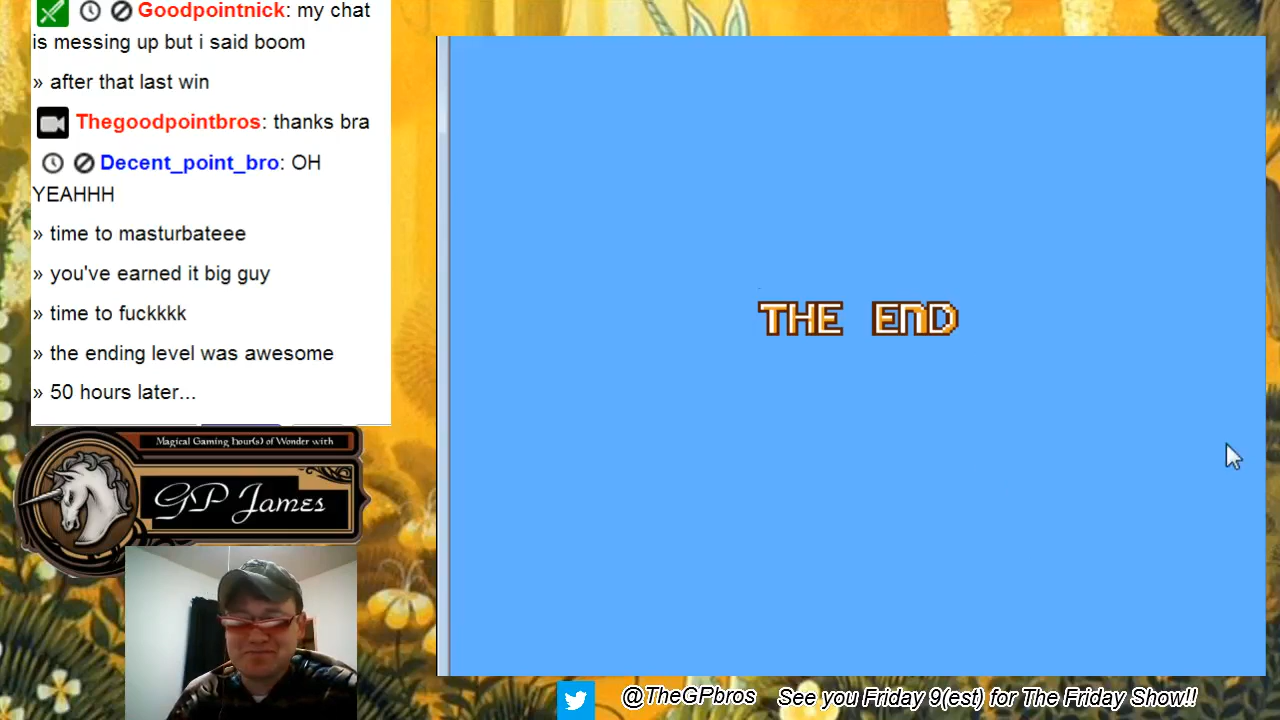 Goodpointnick: my chat
is messing up but i said boom
» after that last win
Thegoodpointbros: thanks bra
Decent_point_bro: OH
YEAHHH
» time to masturbateee
» you've earned it big guy
» time to fuckkkk
» the ending level was awesome
» 50 hours later...
Magical Gaming Hour(s) of Wonder with
GP James
THE END
@TheGPbros See you Friday 9(est) for The Friday Show!!